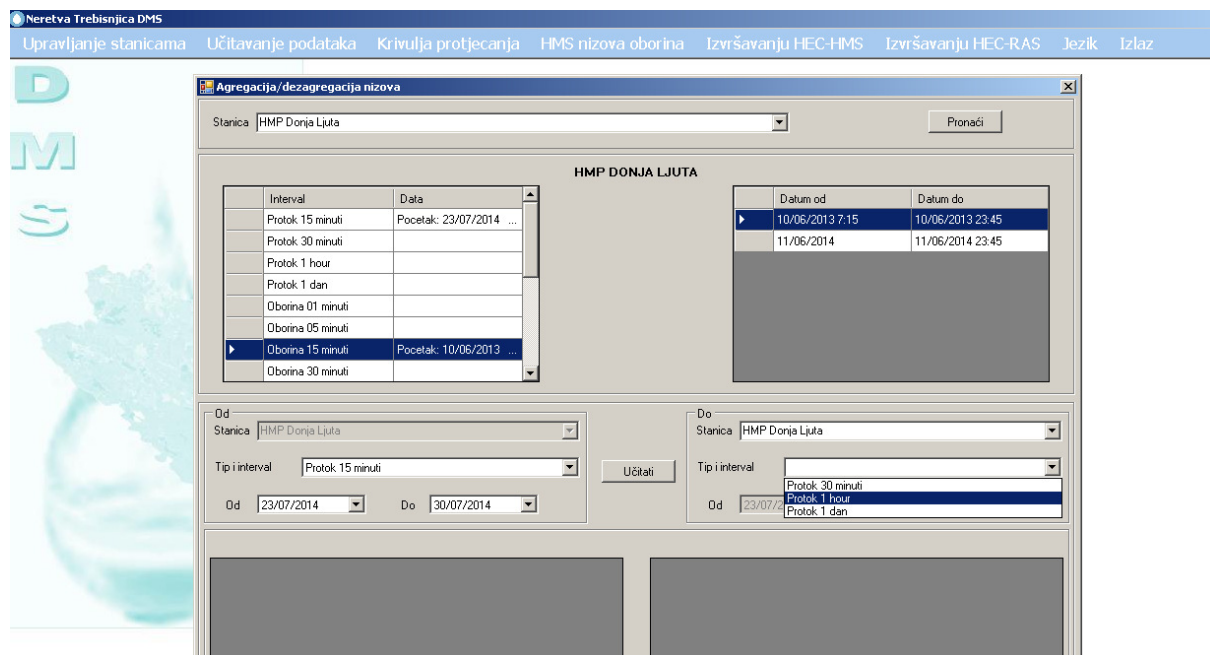 Neretva Trebisnjica DMS
Upravljanje stanicama Učitavanje podataka Krivulja protjecanja HMS nizova oborina Izvršavanju HEC-HMS Izvršavanju HEC-RAS Jezik Izlaz
D
M
S
Agregacija/dezagregacija nizova
Stanica HMP Donja Ljuta Pronaći
HMP DONJA LJUTA
Interval Data
Protok 15 minuti Pocetak: 23/07/2014 ...
Protok 30 minuti
Protok 1 hour
Protok 1 dan
Oborina 01 minuti
Oborina 05 minuti
Oborina 15 minuti Pocetak: 10/06/2013 ...
Oborina 30 minuti
Datum od Datum do
10/06/2013 7:15 10/06/2013 23:45
11/06/2014 11/06/2014 23:45
Od
Stanica HMP Donja Ljuta
Tip i interval Protok 15 minuti
Od 23/07/2014 Do 30/07/2014
Učitati
Do
Stanica HMP Donja Ljuta
Tip i interval
Protok 30 minuti
Protok 1 hour
Protok 1 dan
Od 23/07/2